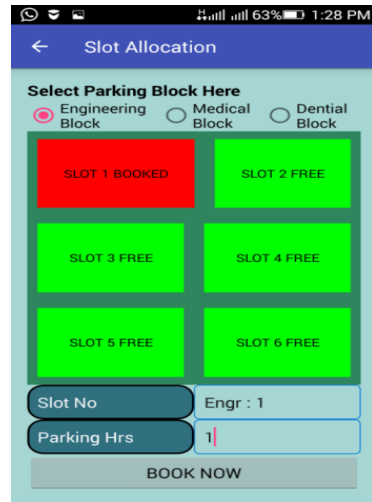 63% 1:28 PM
Slot Allocation
Select Parking Block Here
Engineering Block
Medical Block
Dential Block
SLOT 1 BOOKED
SLOT 2 FREE
SLOT 3 FREE
SLOT 4 FREE
SLOT 5 FREE
SLOT 6 FREE
Slot No
Engr : 1
Parking Hrs
1
BOOK NOW